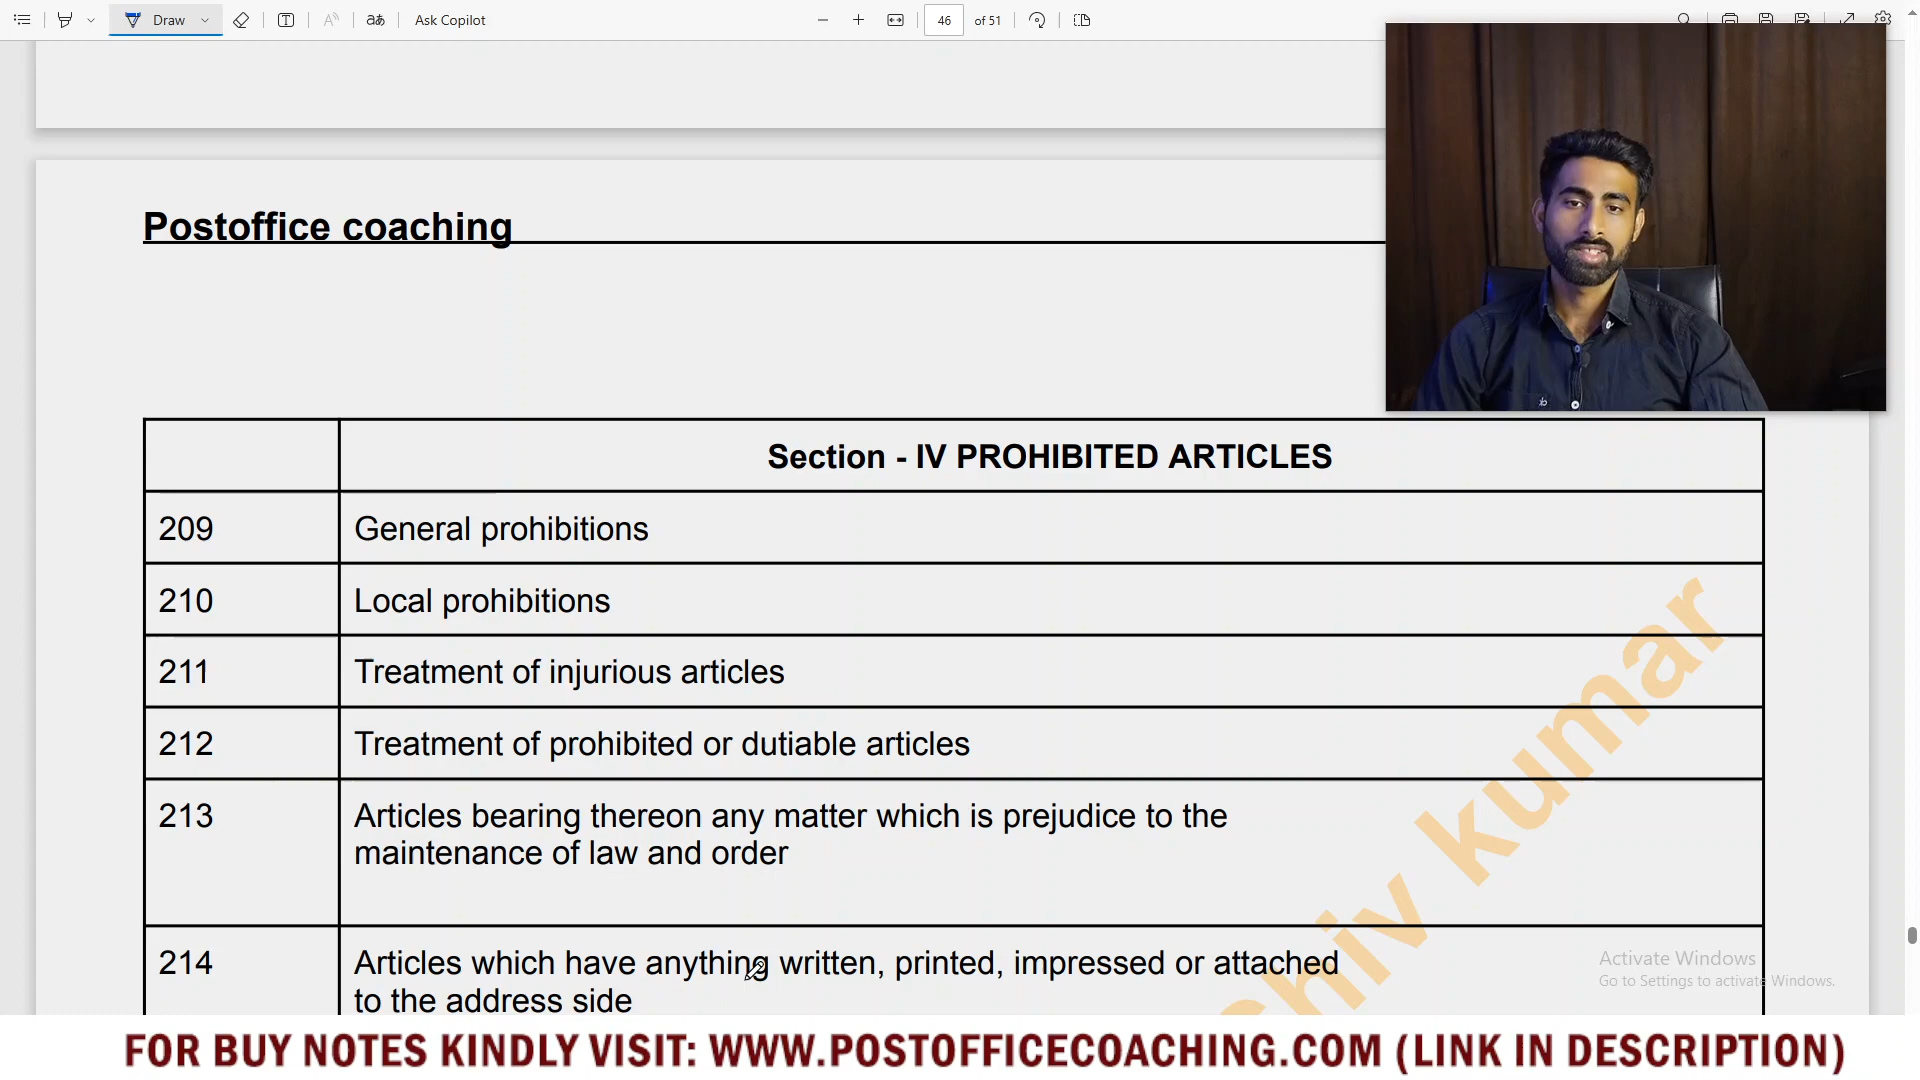 Draw
Ask Copilot
46 of 51
Postoffice coaching
Section - IV PROHIBITED ARTICLES
209 General prohibitions
210 Local prohibitions
211 Treatment of injurious articles
212 Treatment of prohibited or dutiable articles
213 Articles bearing thereon any matter which is prejudice to the
maintenance of law and order
214 Articles which have anything written, printed, impressed or attached
to the address side
shiv kumar
Activate Windows
Go to Settings to activate Windows.
FOR BUY NOTES KINDLY VISIT: WWW.POSTOFFICECOACHING.COM (LINK IN DESCRIPTION)